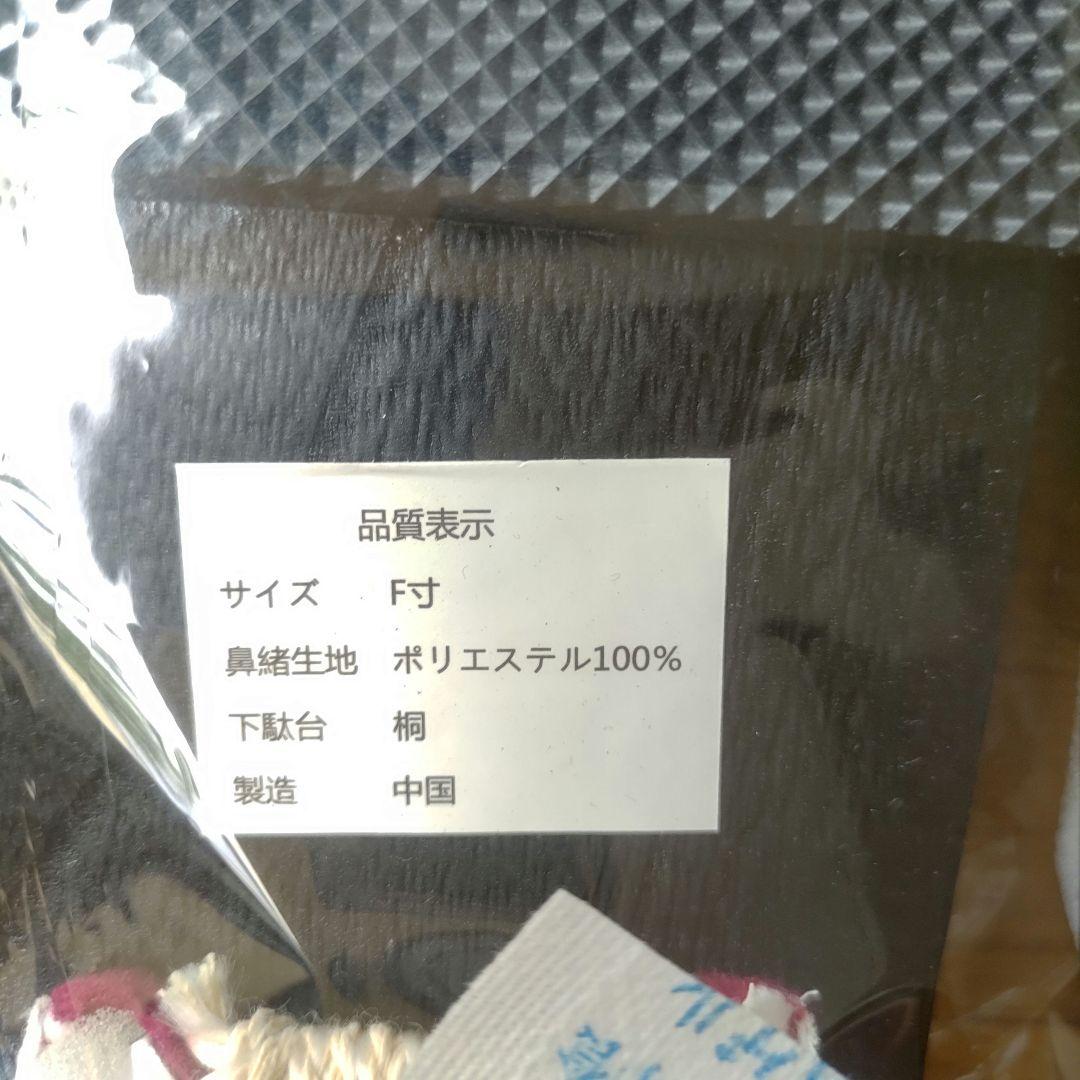 品質表示
サイズ F寸
鼻緒生地 ポリエステル100%
下駄台 桐
製造 中国